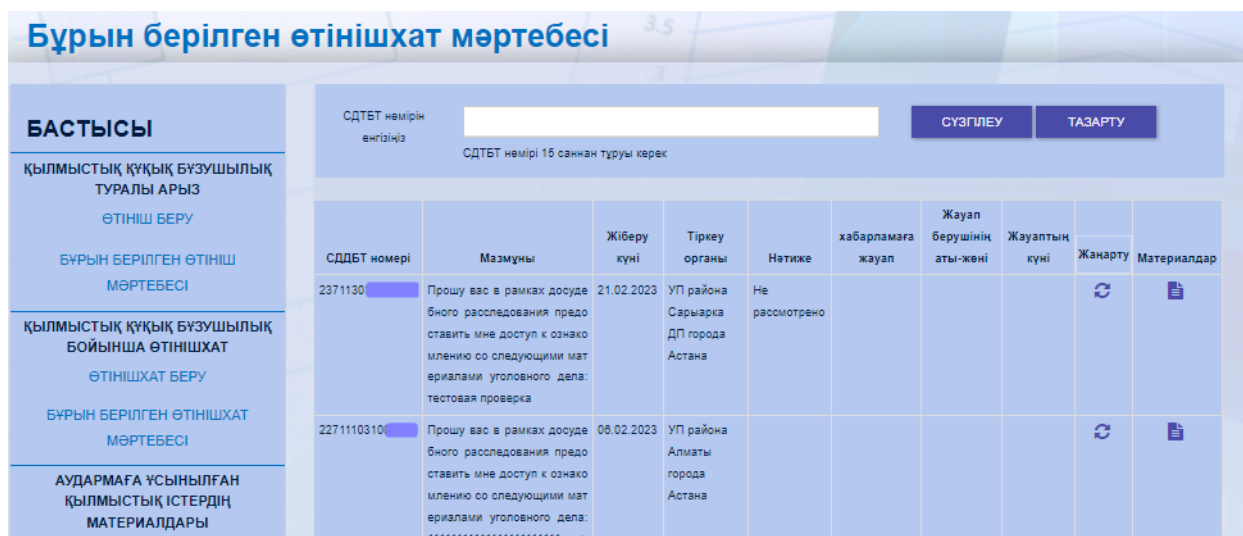 Бұрын берілген өтінішхат мәртебесі
БАСТЫСЫ
ҚЫЛМЫСТЫҚ ҚҰҚЫҚ БҰЗУШЫЛЫҚ
ТУРАЛЫ АРЫЗ
ӨТІНІШ БЕРУ
БҰРЫН БЕРІЛГЕН ӨТІНІШ
МӘРТЕБЕСІ
ҚЫЛМЫСТЫҚ ҚҰҚЫҚ БҰЗУШЫЛЫҚ
БОЙЫНША ӨТІНІШХАТ
ӨТІНІШХАТ БЕРУ
БҰРЫН БЕРІЛГЕН ӨТІНІШХАТ
МӘРТЕБЕСІ
АУДАРМАҒА ҰСЫНЫЛҒАН
ҚЫЛМЫСТЫҚ ІСТЕРДІҢ
МАТЕРИАЛДАРЫ
СДТБТ нөмірін
енгізіңіз
СҮЗГІЛЕУ
ТАЗАРТУ
СДТБТ нөмірі 15 саннан тұруы керек
СДДБТ номері
Мазмұны
Жіберу
күні
Тіркеу
органы
Нәтиже
хабарламаға
жауап
Жауап
берушінің
аты-жөні
Жауаптың
күні
Жаңарту
Материалдар
2371130
Прошу вас в рамках досуде
бного расследования предо
ставить мне доступ к ознако
млению со следующими мат
ериалами уголовного дела:
тестовая проверка
21.02.2023
УП района
Сарыарка
ДП города
Астана
Не
рассмотрено
2271110310
Прошу вас в рамках досуде
бного расследования предо
ставить мне доступ к ознако
млению со следующими мат
ериалами уголовного дела:
06.02.2023
УП района
Алматы
города
Астана
3.5
3